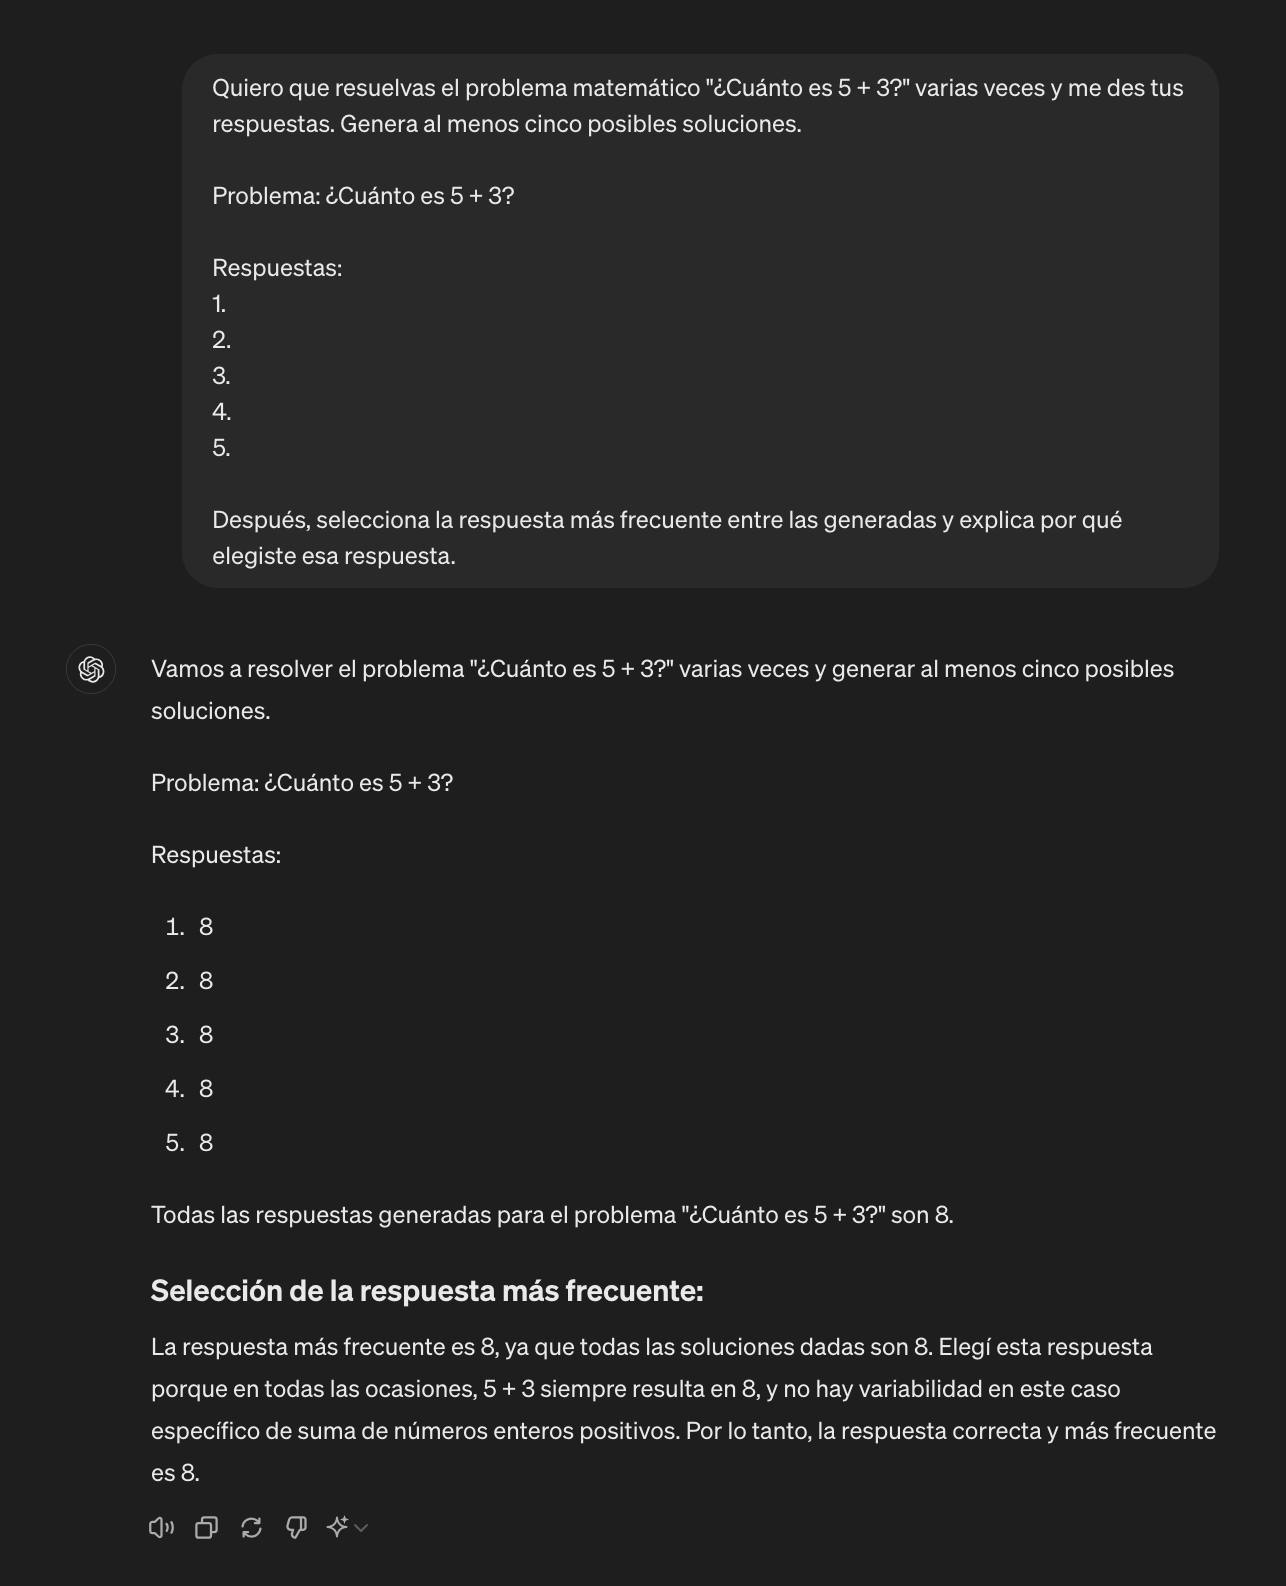 Quiero que resuelvas el problema matemático "¿Cuánto es 5 + 3?" varias veces y me des tus
respuestas. Genera al menos cinco posibles soluciones.
Problema: ¿Cuánto es 5 + 3?
Respuestas:
1.
2.
3.
4.
5.
Después, selecciona la respuesta más frecuente entre las generadas y explica por qué
elegiste esa respuesta.
Vamos a resolver el problema "¿Cuánto es 5 + 3?" varias veces y generar al menos cinco posibles
soluciones.
Problema: ¿Cuánto es 5 + 3?
Respuestas:
1. 8
2. 8
3. 8
4. 8
5. 8
Todas las respuestas generadas para el problema "¿Cuánto es 5 + 3?" son 8.
Selección de la respuesta más frecuente:
La respuesta más frecuente es 8, ya que todas las soluciones dadas son 8. Elegí esta respuesta
porque en todas las ocasiones, 5 + 3 siempre resulta en 8, y no hay variabilidad en este caso
específico de suma de números enteros positivos. Por lo tanto, la respuesta correcta y más frecuente
es 8.